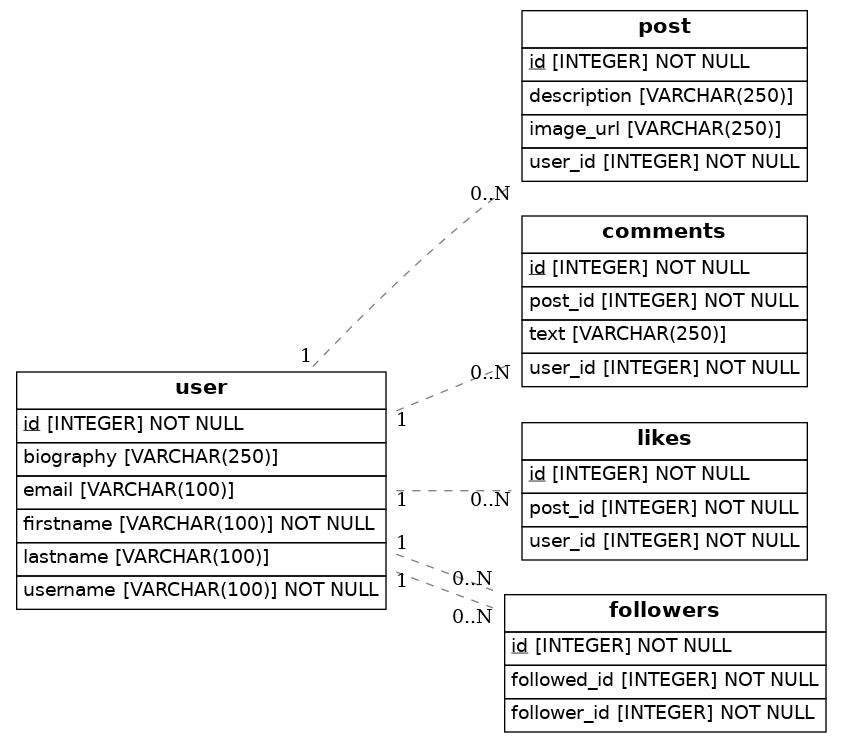 post
id [INTEGER] NOT NULL
description [VARCHAR(250)]
image_url [VARCHAR(250)]
user_id [INTEGER] NOT NULL
0..N
1
comments
id [INTEGER] NOT NULL
post_id [INTEGER] NOT NULL
text [VARCHAR(250)]
user_id [INTEGER] NOT NULL
0..N
1
user
id [INTEGER] NOT NULL
biography [VARCHAR(250)]
email [VARCHAR(100)]
firstname [VARCHAR(100)] NOT NULL
lastname [VARCHAR(100)]
username [VARCHAR(100)] NOT NULL
likes
id [INTEGER] NOT NULL
post_id [INTEGER] NOT NULL
user_id [INTEGER] NOT NULL
1
0..N
1
0..N
1
0..N
followers
id [INTEGER] NOT NULL
followed_id [INTEGER] NOT NULL
follower_id [INTEGER] NOT NULL